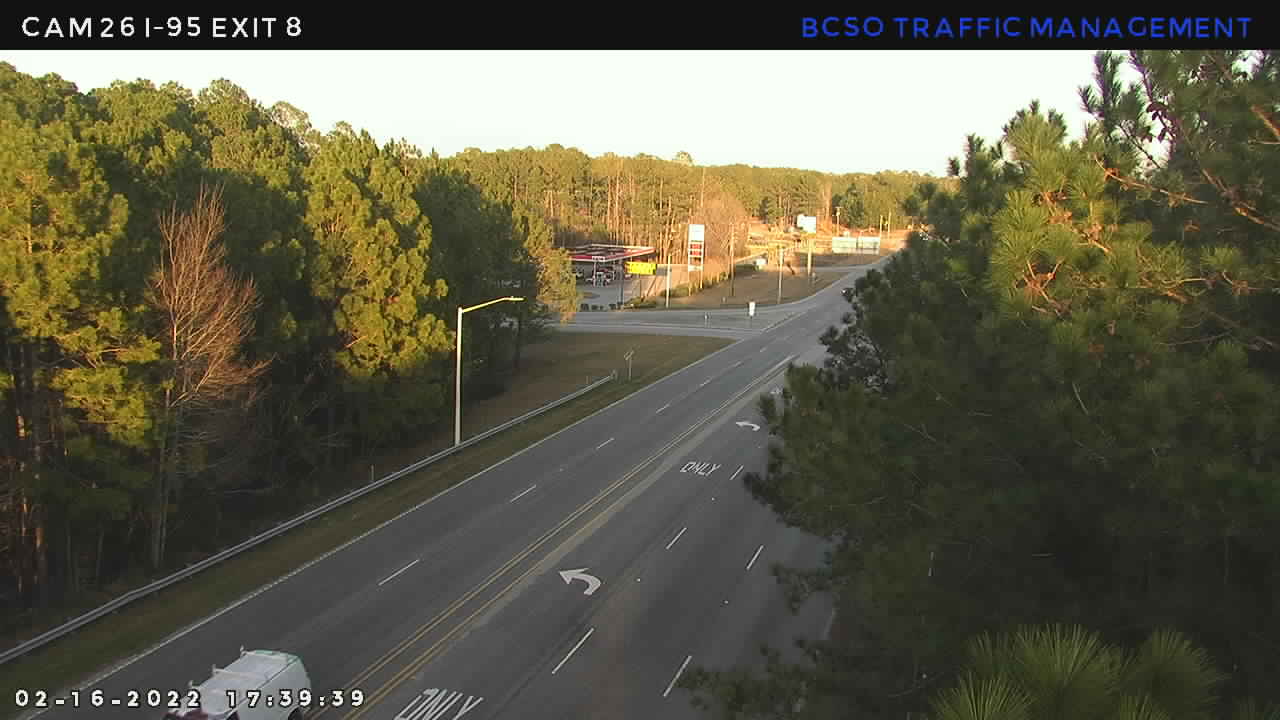 CAM 26 I-95 EXIT 8
BCSO TRAFFIC MANAGEMENT
ONLY
ONLY
02-16-2022 17:39:39